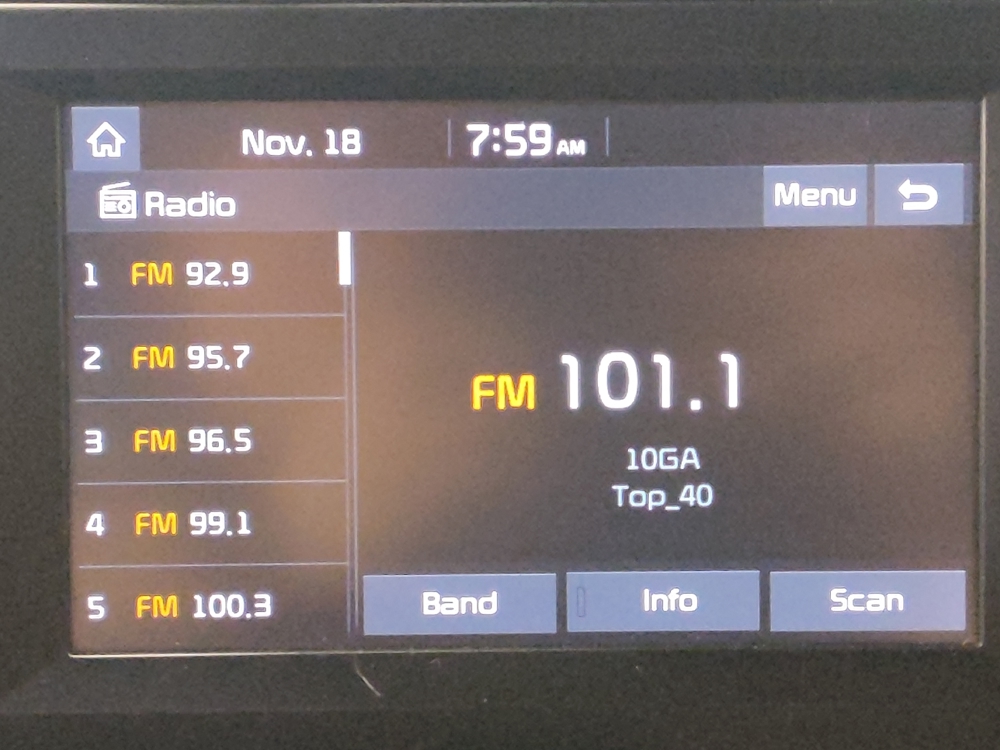 Nov. 18 7:59 AM
Radio Menu
1 FM 92.9
2 FM 95.7
3 FM 96.5
4 FM 99.1
5 FM 100.3
FM 101.1
10GA
Top_40
Band Info Scan